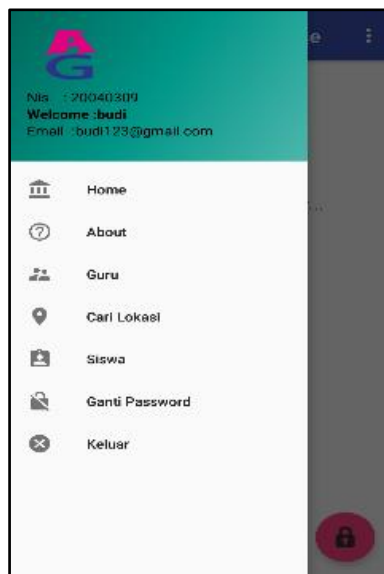 AG
Nis : 20040309
Welcome :budi
Email :budi123@gmail.com
e
...
Home
About
Guru
Cari Lokasi
Siswa
Ganti Password
Keluar